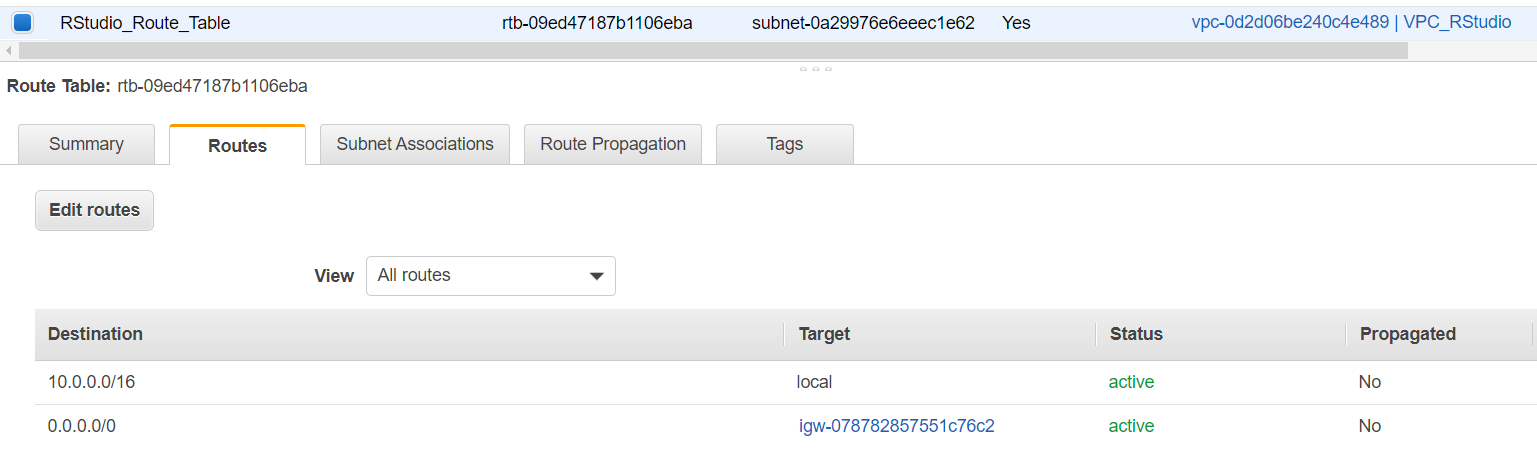 RStudio_Route_Table rtb-09ed47187b1106eba subnet-0a29976e6eeec1e62 Yes vpc-0d2d06be240c4e489 | VPC_RStudio
Route Table: rtb-09ed47187b1106eba
Summary Routes Subnet Associations Route Propagation Tags
Edit routes
View All routes
Destination Target Status Propagated
10.0.0.0/16 local active No
0.0.0.0/0 igw-078782857551c76c2 active No